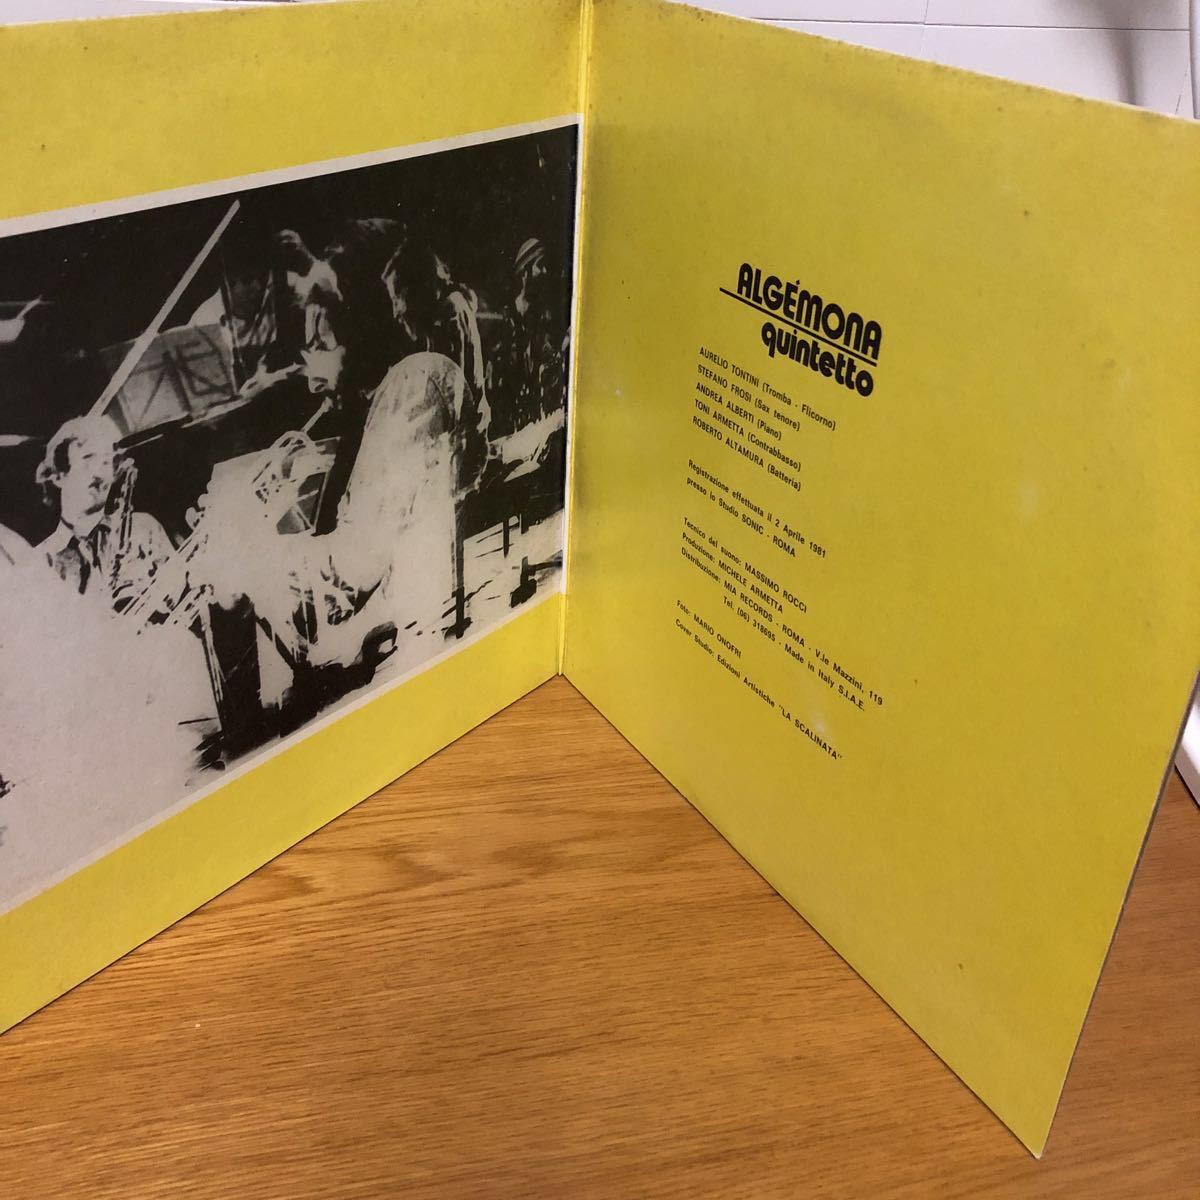 ALGÉMONA
quintetto
AURELIO TONTINI (Tromba - Flicorno)
STEFANO FROSI (Sax tenore)
ANDREA ALBERTI (Piano)
TONI ARMETTA (Contrabbasso)
ROBERTO ALTAMURA (Batteria)
Registrazione effettuata il 2 Aprile 1981
presso lo Studio SONIC - ROMA
Tecnico del suono: MASSIMO ROCCI
Produzione: MICHELE ARMETTA
Distribuzione: MIA RECORDS - ROMA - V.le Mazzini, 119
Tel. (06) 318695 - Made in Italy S.I.A.E.
Foto: MARIO ONOFRI
Cover Studio: Edizioni Artistiche "LA SCALINATA"